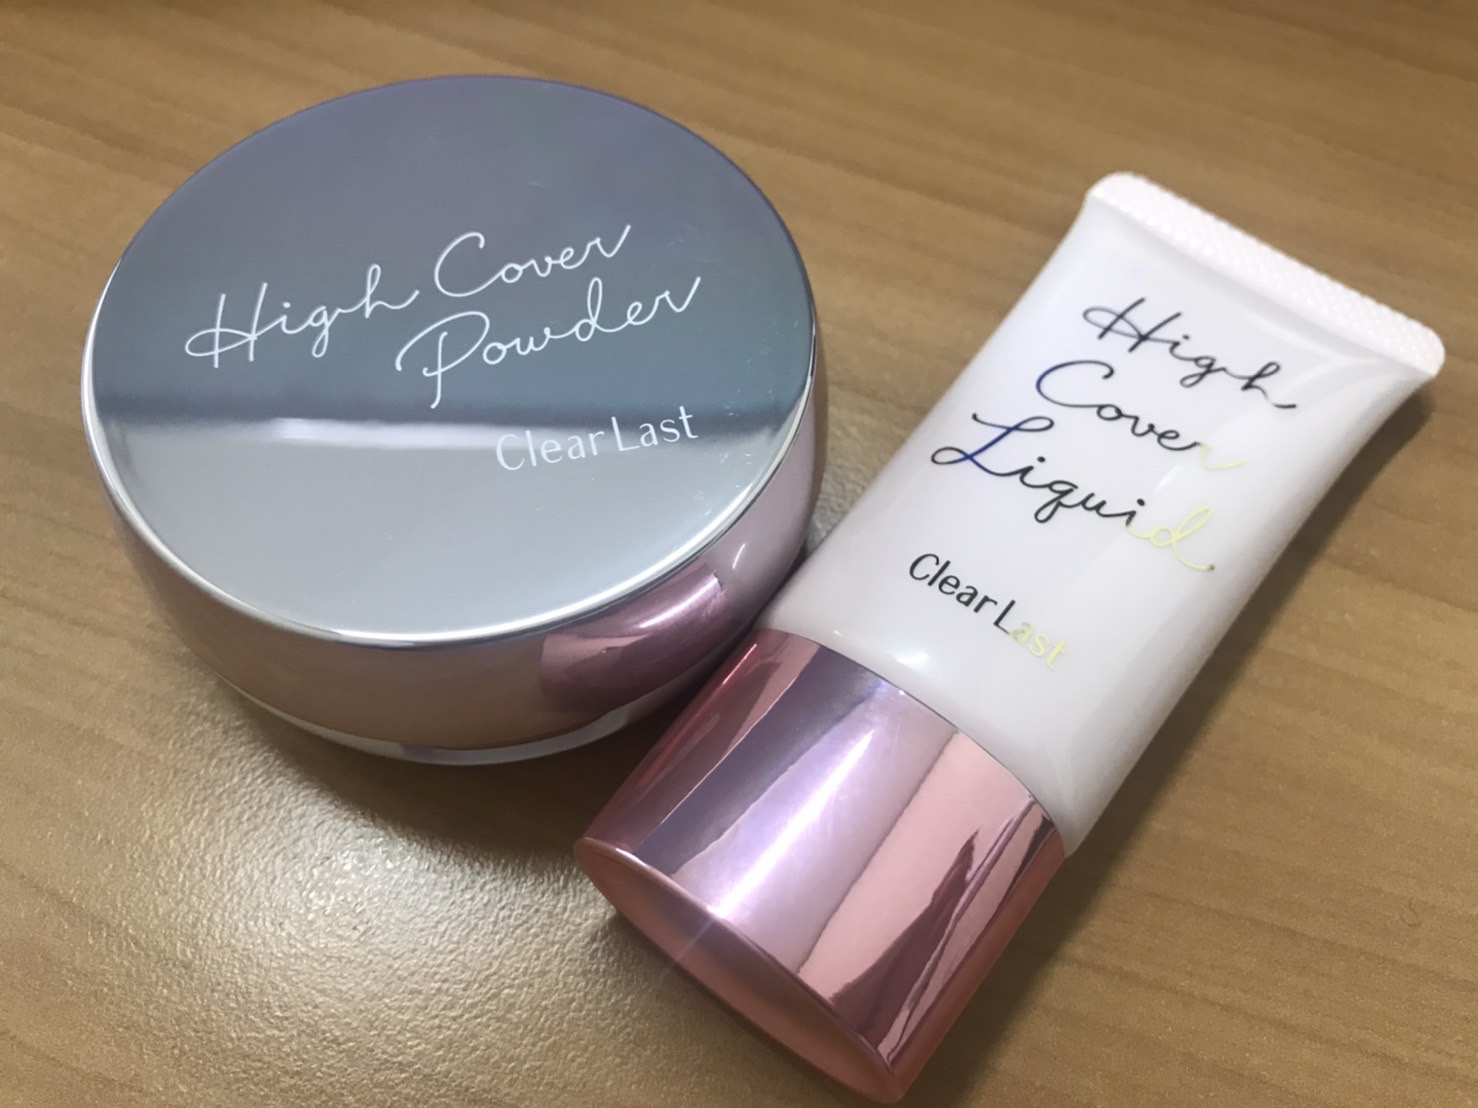 High Cover
Powder
Clear Last
High
Cover
Liquid
Clear Last